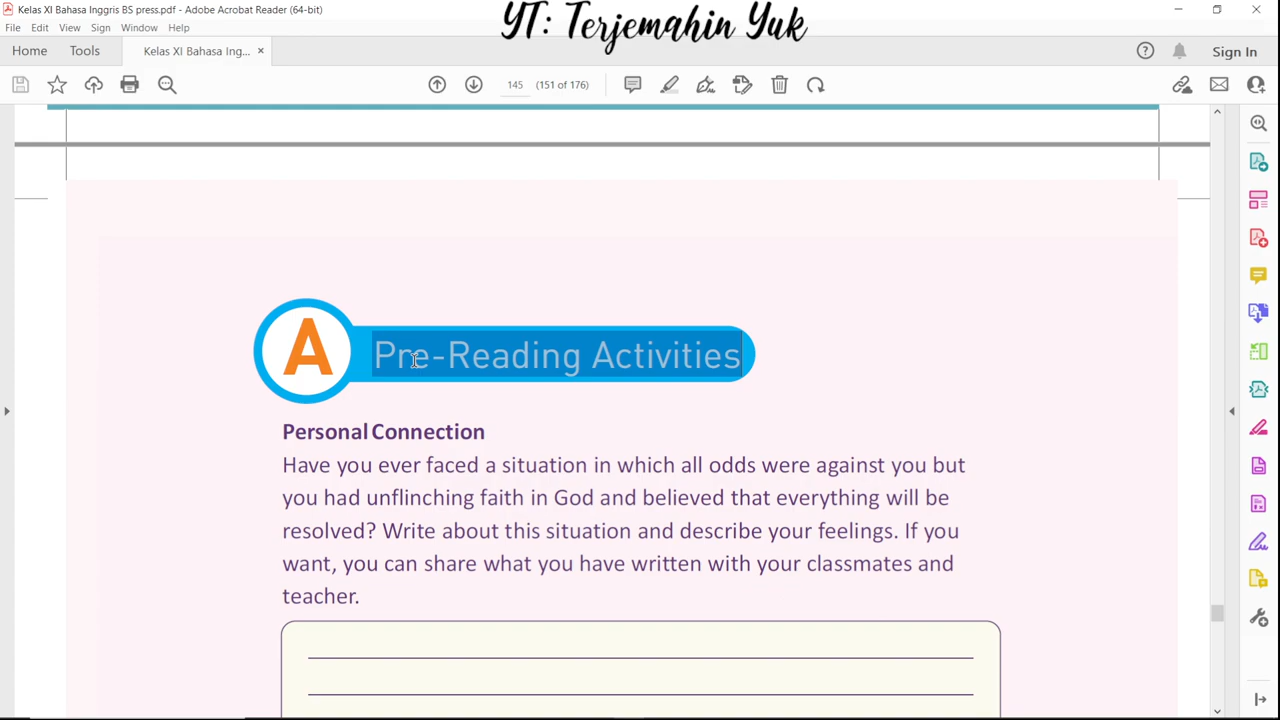 Kelas XI Bahasa Inggris BS press.pdf - Adobe Acrobat Reader (64-bit)
YT: Terjemahin Yuk
File Edit View Sign Window Help
Home Tools Kelas XI Bahasa Ing... × Sign In
145 (151 of 176)
A Pre-Reading Activities
Personal Connection
Have you ever faced a situation in which all odds were against you but
you had unflinching faith in God and believed that everything will be
resolved? Write about this situation and describe your feelings. If you
want, you can share what you have written with your classmates and
teacher.